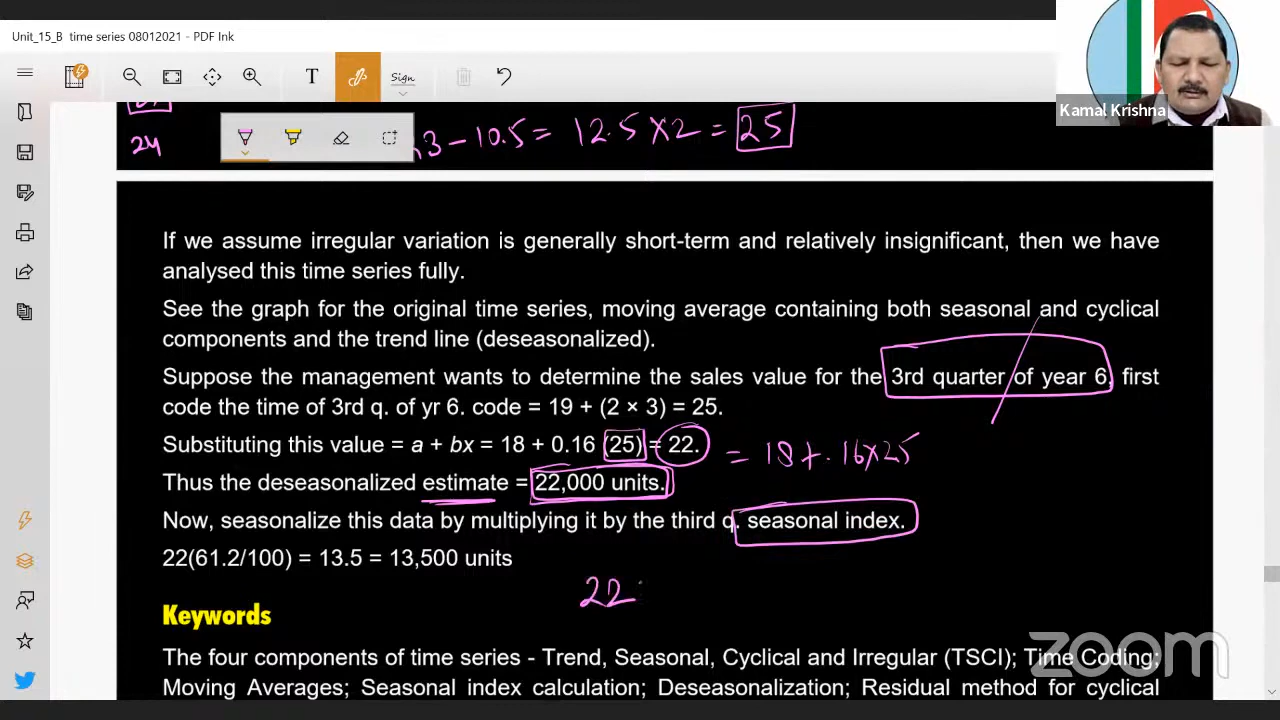 Unit_15_B time series 08012021 - PDF Ink
Kamal Krishna
T
Sign
24
3 - 10.5 = 12.5 x 2 = 25
If we assume irregular variation is generally short-term and relatively insignificant, then we have
analysed this time series fully.
See the graph for the original time series, moving average containing both seasonal and cyclical
components and the trend line (deseasonalized).
Suppose the management wants to determine the sales value for the 3rd quarter of year 6, first
code the time of 3rd q. of yr 6. code = 19 + (2 × 3) = 25.
Substituting this value = a + bx = 18 + 0.16 (25) = 22. = 18 + .16 x 25
Thus the deseasonalized estimate = 22,000 units.
Now, seasonalize this data by multiplying it by the third q. seasonal index.
22(61.2/100) = 13.5 = 13,500 units
22
Keywords
The four components of time series - Trend, Seasonal, Cyclical and Irregular (TSCI); Time Coding;
Moving Averages; Seasonal index calculation; Deseasonalization; Residual method for cyclical
zoom